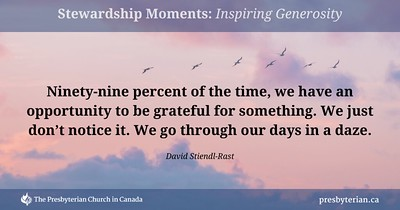 Stewardship Moments: Inspiring Generosity
Ninety-nine percent of the time, we have an
opportunity to be grateful for something. We just
don’t notice it. We go through our days in a daze.
David Stiendl-Rast
The Presbyterian Church in Canada
presbyterian.ca